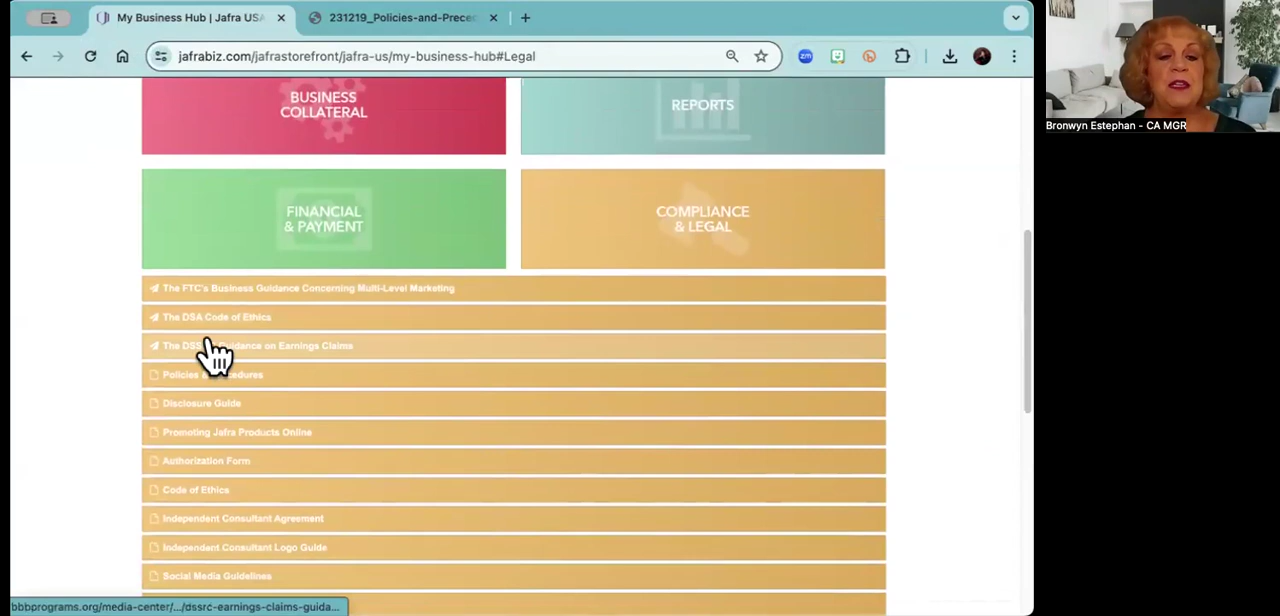 My Business Hub | Jafra USA
231219_Policies-and-Preced
jafrabiz.com/jafrastorefront/jafra-us/my-business-hub#Legal
zm
BUSINESS
COLLATERAL
REPORTS
FINANCIAL
& PAYMENT
COMPLIANCE
& LEGAL
The FTC's Business Guidance Concerning Multi-Level Marketing
The DSA Code of Ethics
The Guidance on Earnings Claims
Policies &
Disclosure Guide
Promoting Jafra Products Online
Authorization Form
Code of Ethics
Independent Consultant Agreement
Independent Consultant Logo Guide
Social Media Guidelines
bbbprograms.org/media-center/.../dssrc-earnings-claims-guida...
Bronwyn Estephan - CA MGR